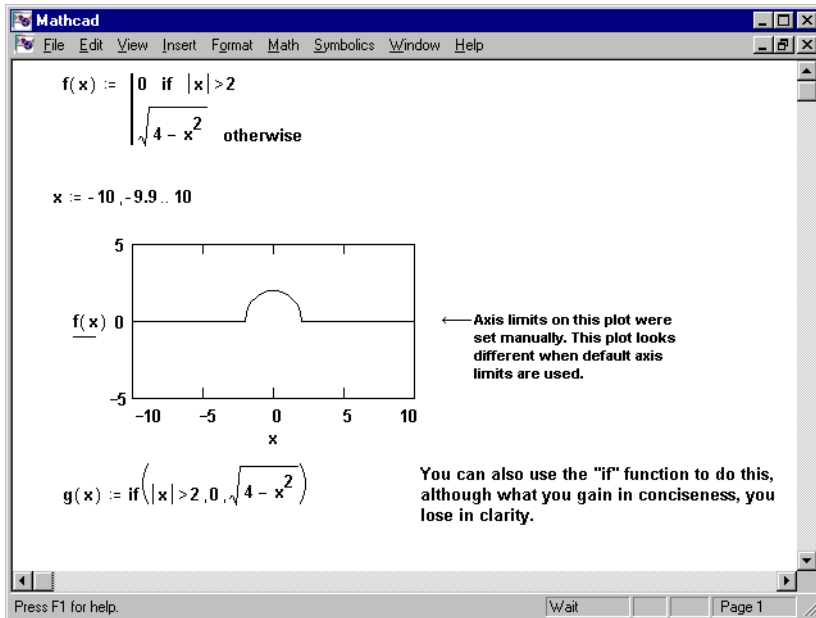 Mathcad
File Edit View Insert Format Math Symbolics Window Help
f(x) := 0 if |x|>2
√4 - x² otherwise
x := -10 , -9.9 .. 10
5
f(x) 0
-5
-10 -5 0 5 10
x
←Axis limits on this plot were
set manually. This plot looks
different when default axis
limits are used.
g(x) := if(|x|>2 ,0 ,√4 - x²)
You can also use the "if" function to do this,
although what you gain in conciseness, you
lose in clarity.
Press F1 for help. Wait Page 1